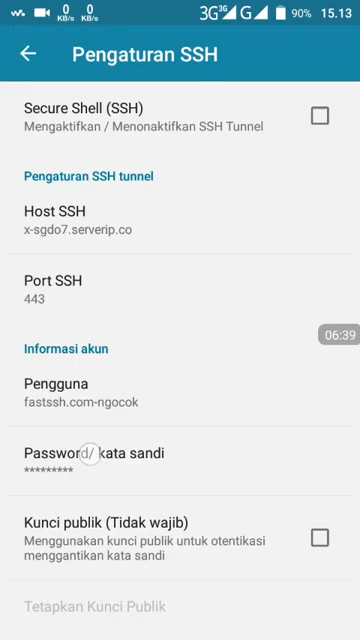 0 KB/s 0 KB/s 3G 3G G 90% 15.13
Pengaturan SSH
Secure Shell (SSH)
Mengaktifkan / Menonaktifkan SSH Tunnel
Pengaturan SSH tunnel
Host SSH
x-sgdo7.serverip.co
Port SSH
443
06:39
Informasi akun
Pengguna
fastssh.com-ngocok
Password/ kata sandi
*********
Kunci publik (Tidak wajib)
Menggunakan kunci publik untuk otentikasi
menggantikan kata sandi
Tetapkan Kunci Publik